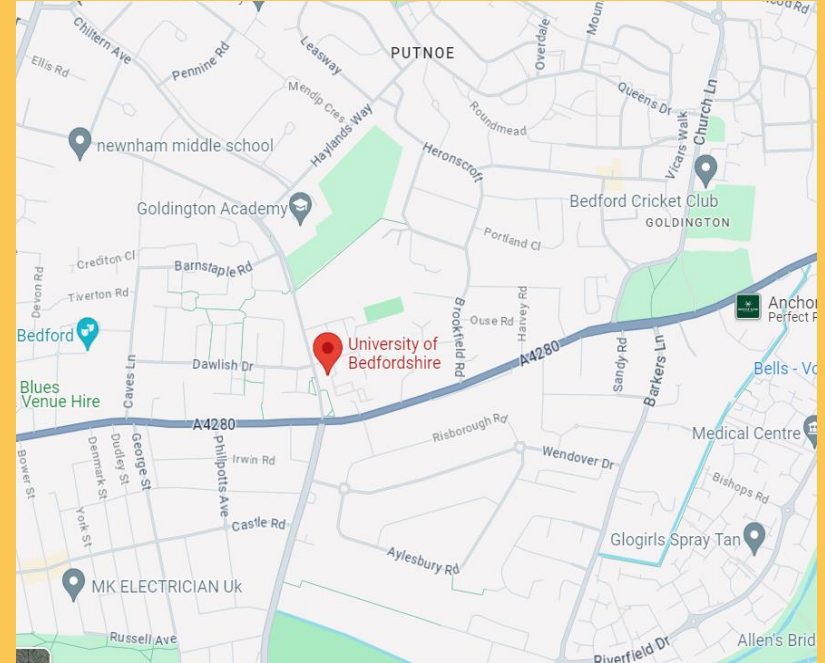 Chiltern Ave
Ellis Rd
Pennine Rd
Leasway
PUTNOE
Overdale
Mendip Cres
Haylands Way
Roundmead
Queens Dr
Church Ln
Vicars Walk
newnham middle school
Heronscroft
Goldington Academy
Bedford Cricket Club
GOLDINGTON
Portland Cl
Crediton Cl
Barnstaple Rd
Devon Rd
Tiverton Rd
Brookfield Rd
Ouse Rd
Harvey Rd
Perfect
Bedford
University of
Bedfordshire
Dawlish Dr
A4280
Sandy Rd
Barkers Ln
Bells -
Blues
Venue Hire
Caves Ln
A4280
Risborough Rd
Medical Centre
Bower St
Denmark St
Dudley St
George St
Phillpotts Ave
Irwin Rd
Wendover Dr
Bishops Rd
York St
Castle Rd
Glogirls Spray Tan
Aylesbury Rd
MK ELECTRICIAN Uk
Russell Ave
Riverfield Dr
Allen's